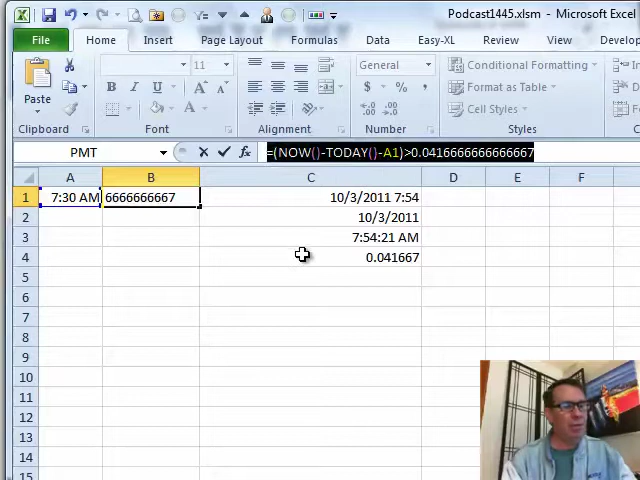 Podcast1445.xlsm - Microsoft Excel
File Home Insert Page Layout Formulas Data Easy-XL Review View Develo
Paste
11
General
Conditional Formatting
Format as Table
Cell Styles
Clipboard Font Alignment Number Styles
PMT =(NOW()-TODAY()-A1)>0.0416666666666667
A B C D E F
1 7:30 AM 6666666667 10/3/2011 7:54
2 10/3/2011
3 7:54:21 AM
4 0.041667
5
6
7
8
9
10
11
12
13
14
15